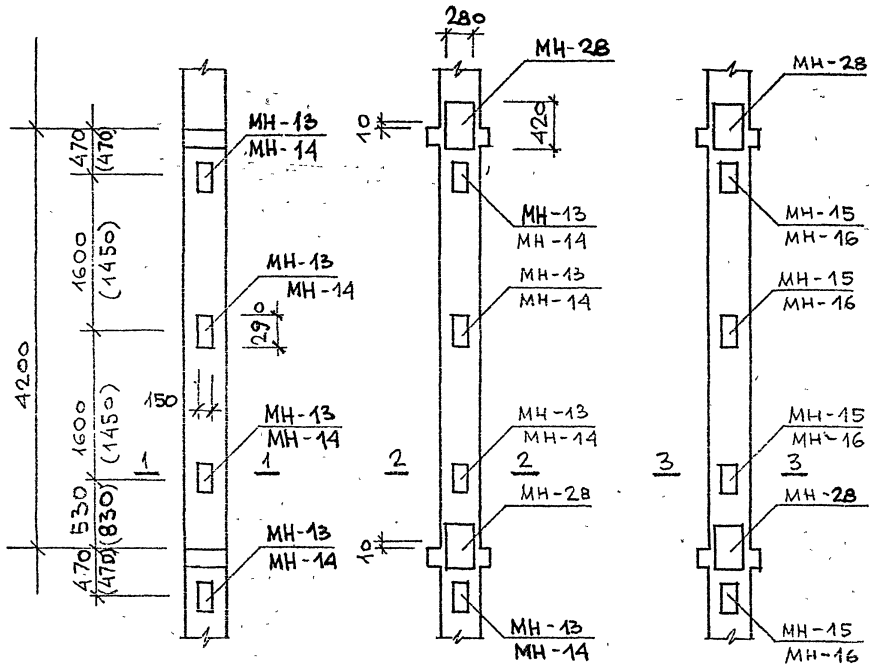 280
МН-28
МН-28
10
420
470
(470)
МН-13
МН-14
МН-13
МН-14
МН-15
МН-16
1600
(1450)
МН-13
МН-14
МН-13
МН-14
МН-15
МН-16
290
4200
150
1600
(1450)
МН-13
МН-14
МН-13
МН-14
МН-15
МН-16
1
1
2
2
3
3
530
(830)
МН-28
МН-28
10
470
(470)
МН-13
МН-14
МН-13
МН-14
МН-15
МН-16